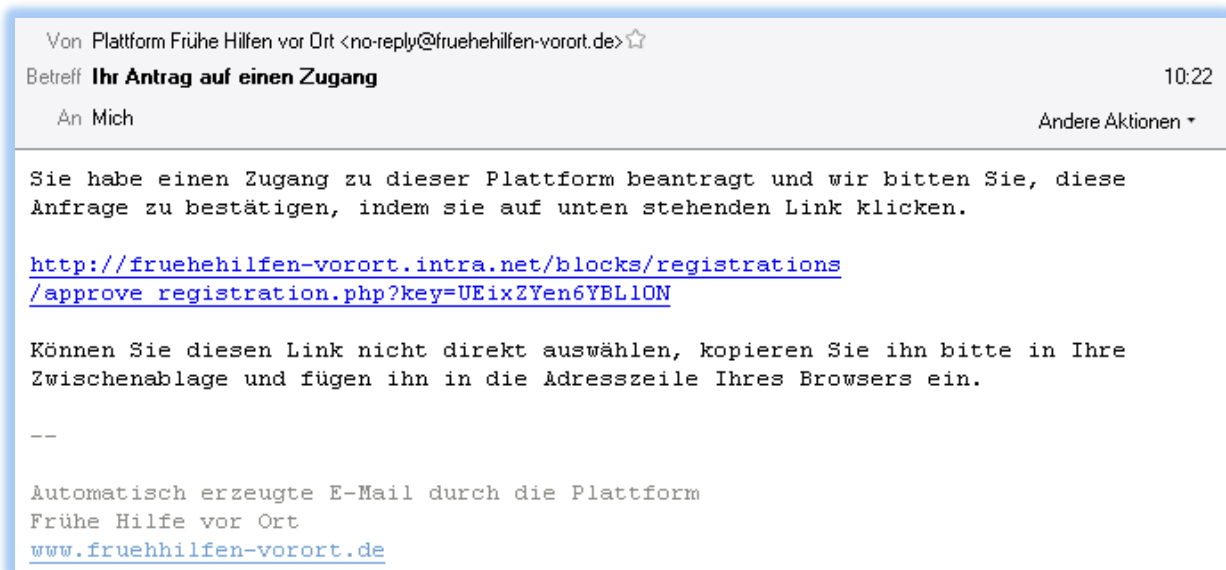 Von Plattform Frühe Hilfen vor Ort <no-reply@fruehehilfen-vorort.de>
Betreff Ihr Antrag auf einen Zugang 10:22
An Mich Andere Aktionen
Sie habe einen Zugang zu dieser Plattform beantragt und wir bitten Sie, diese
Anfrage zu bestätigen, indem sie auf unten stehenden Link klicken.
http://fruehehilfen-vorort.intra.net/blocks/registrations
/approve_registration.php?key=UEixZYen6YBLlON
Können Sie diesen Link nicht direkt auswählen, kopieren Sie ihn bitte in Ihre
Zwischenablage und fügen ihn in die Adresszeile Ihres Browsers ein.
--
Automatisch erzeugte E-Mail durch die Plattform
Frühe Hilfe vor Ort
www.fruehhilfen-vorort.de